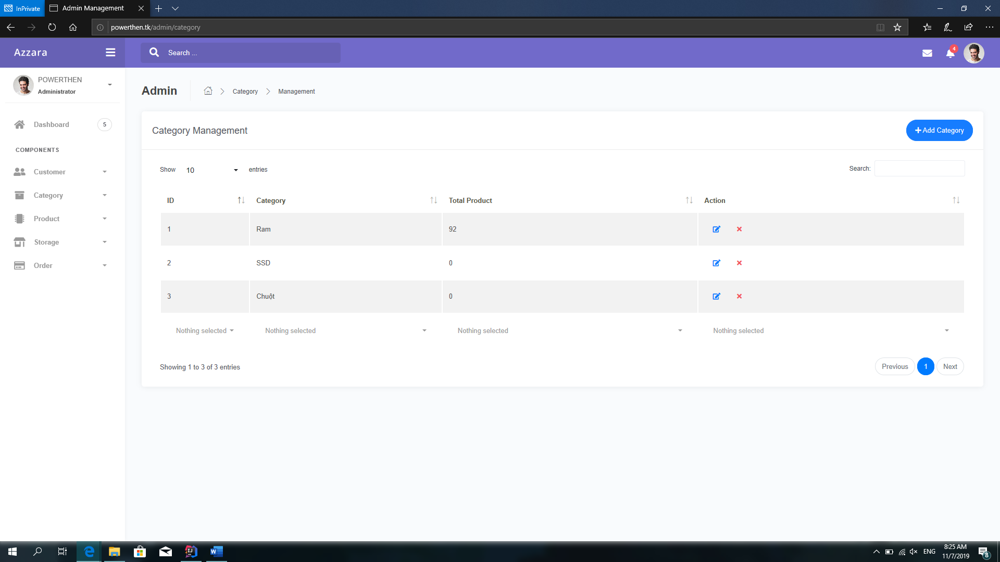 InPrivate
Admin Management
powerthen.tk/admin/category
Azzara
Search ...
4
POWERTHEN
Administrator
Admin
Category
Management
Dashboard
5
COMPONENTS
Customer
Category
Product
Storage
Order
Category Management
Add Category
Show 10 entries
Search:
ID Category Total Product Action
1 Ram 92
2 SSD 0
3 Chuột 0
Nothing selected Nothing selected Nothing selected Nothing selected
Showing 1 to 3 of 3 entries
Previous 1 Next
ENG
8:25 AM
11/7/2019
8